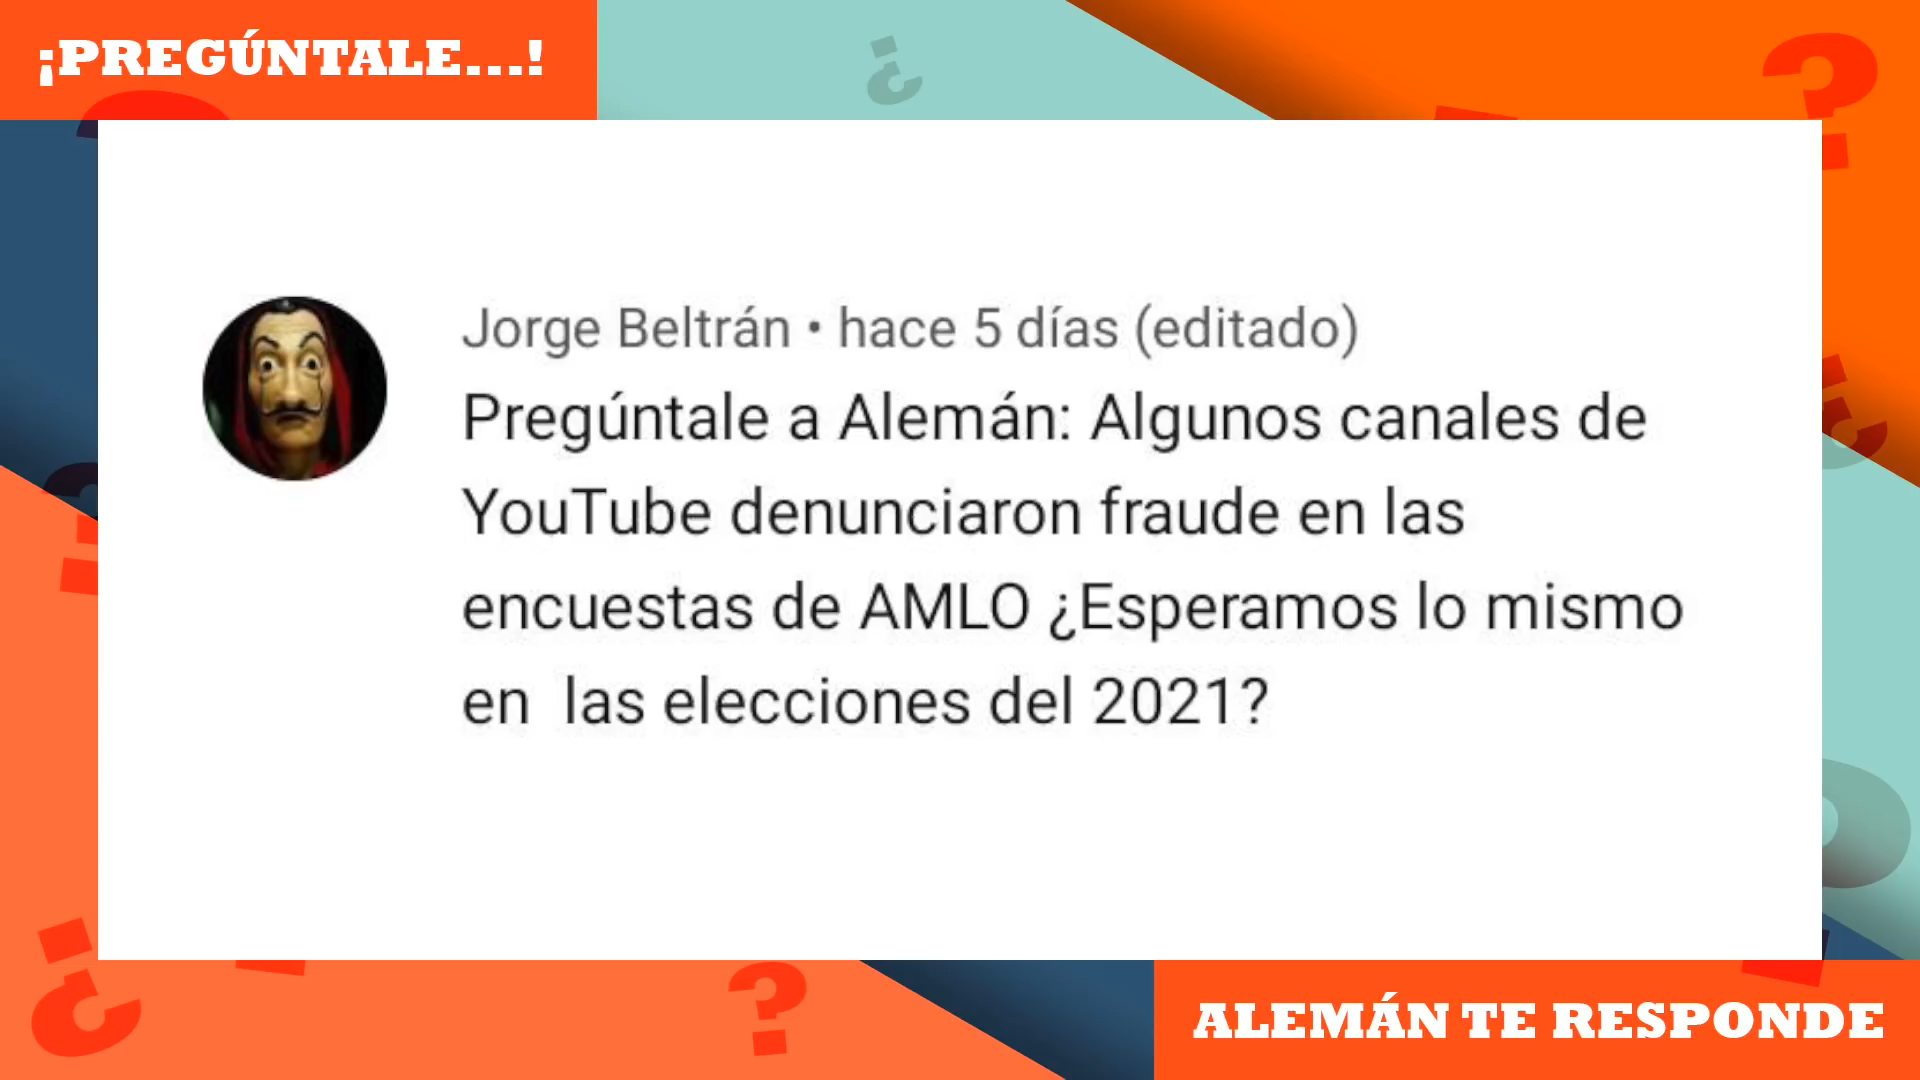 ¡PREGÚNTALE...!
Jorge Beltrán • hace 5 días (editado)
Pregúntale a Alemán: Algunos canales de
YouTube denunciaron fraude en las
encuestas de AMLO ¿Esperamos lo mismo
en  las elecciones del 2021?
ALEMÁN TE RESPONDE